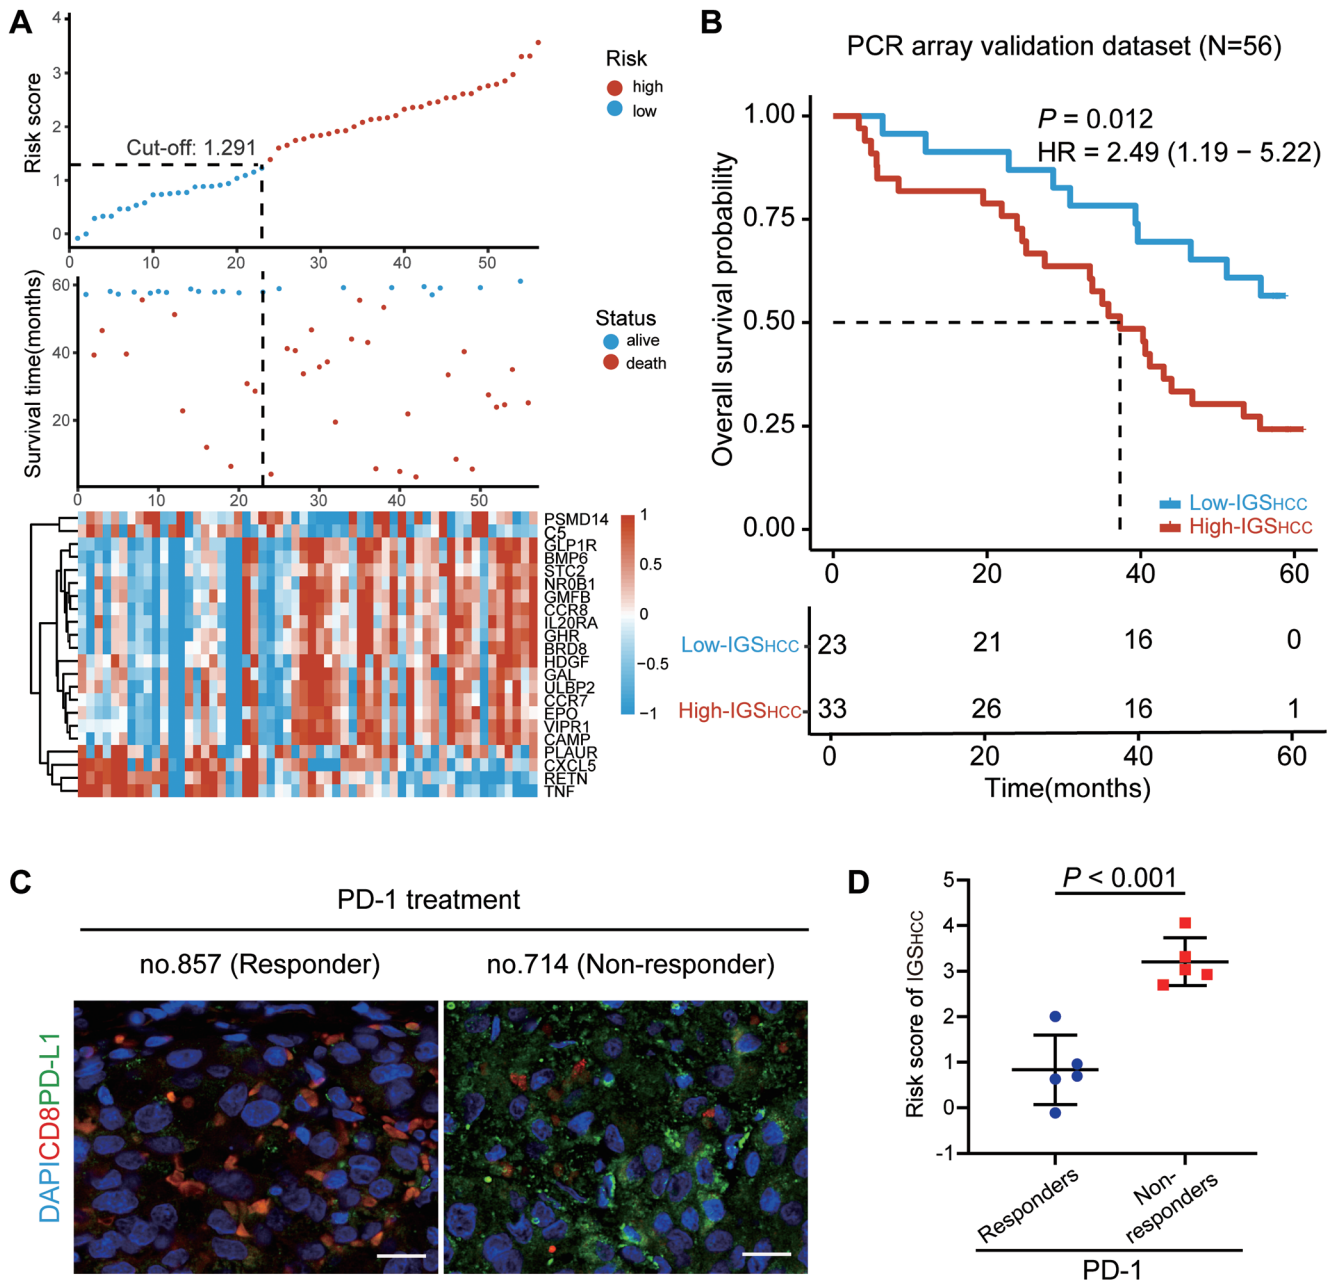 A
4
3
2
1
0
Risk score
Cut-off: 1.291
0 10 20 30 40 50
Risk
high
low
60
40
20
Survival time(months)
0 10 20 30 40 50
Status
alive
death
PSMD14
C5
GLP1R
BMP6
STC2
NR0B1
GMFB
CCR8
IL20RA
GHR
BRD8
HDGF
GAL
ULBP2
CCR7
EPO
VIPR1
CAMP
PLAUR
CXCL5
RETN
TNF
1
0.5
0
−0.5
−1
B
PCR array validation dataset (N=56)
P = 0.012
HR = 2.49 (1.19 − 5.22)
1.00
0.75
0.50
0.25
0.00
Overall survival probability
Low-IGSHCC
High-IGSHCC
0 20 40 60
Low-IGSHCC 23 21 16 0
High-IGSHCC 33 26 16 1
0 20 40 60
Time(months)
C
PD-1 treatment
no.857 (Responder) no.714 (Non-responder)
DAPICD8PD-L1
D
P < 0.001
5
4
3
2
1
0
-1
Risk score of IGSHCC
Responders
Non-
responders
PD-1